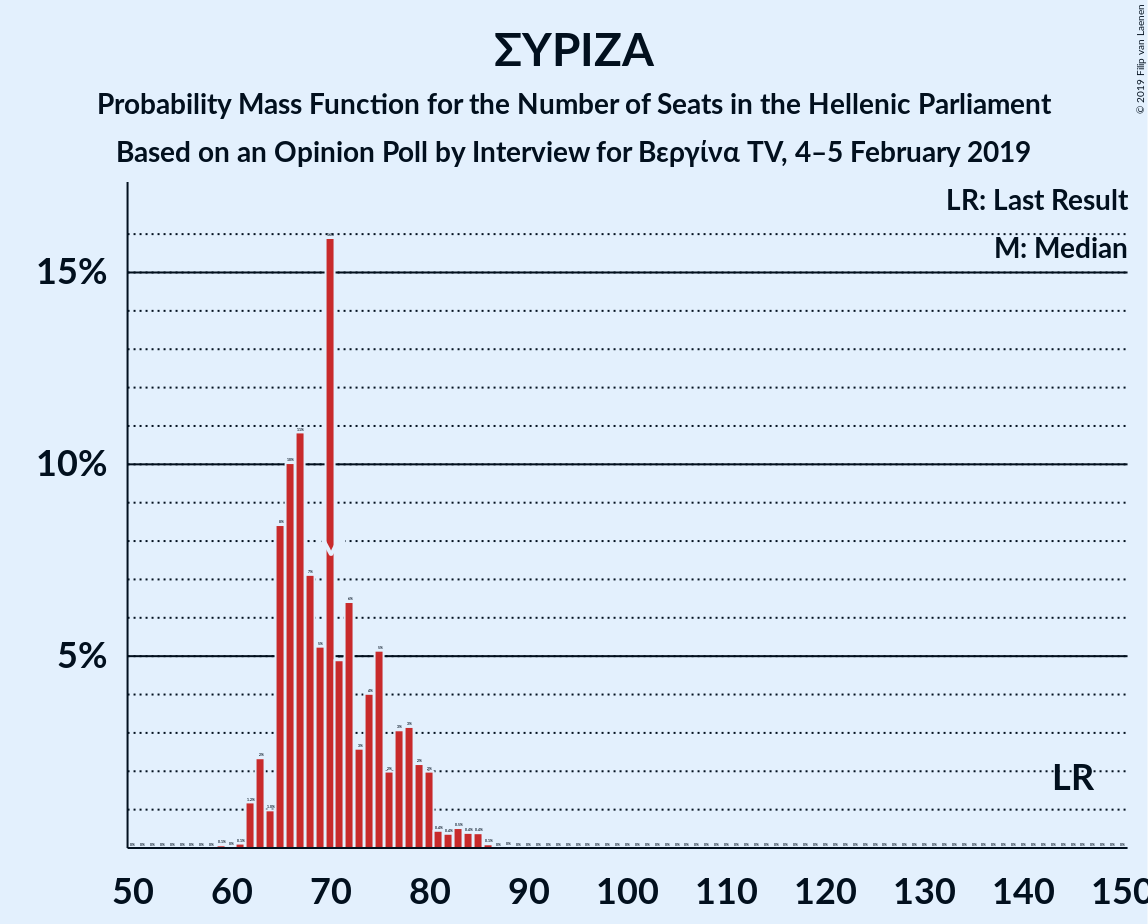 ΣΥΡΙΖΑ
Probability Mass Function for the Number of Seats in the Hellenic Parliament
Based on an Opinion Poll by Interview for Βεργίνα TV, 4–5 February 2019
© 2019 Filip van Laenen
LR: Last Result
M: Median
15%
10%
5%
LR
50 60 70 80 90 100 110 120 130 140 150